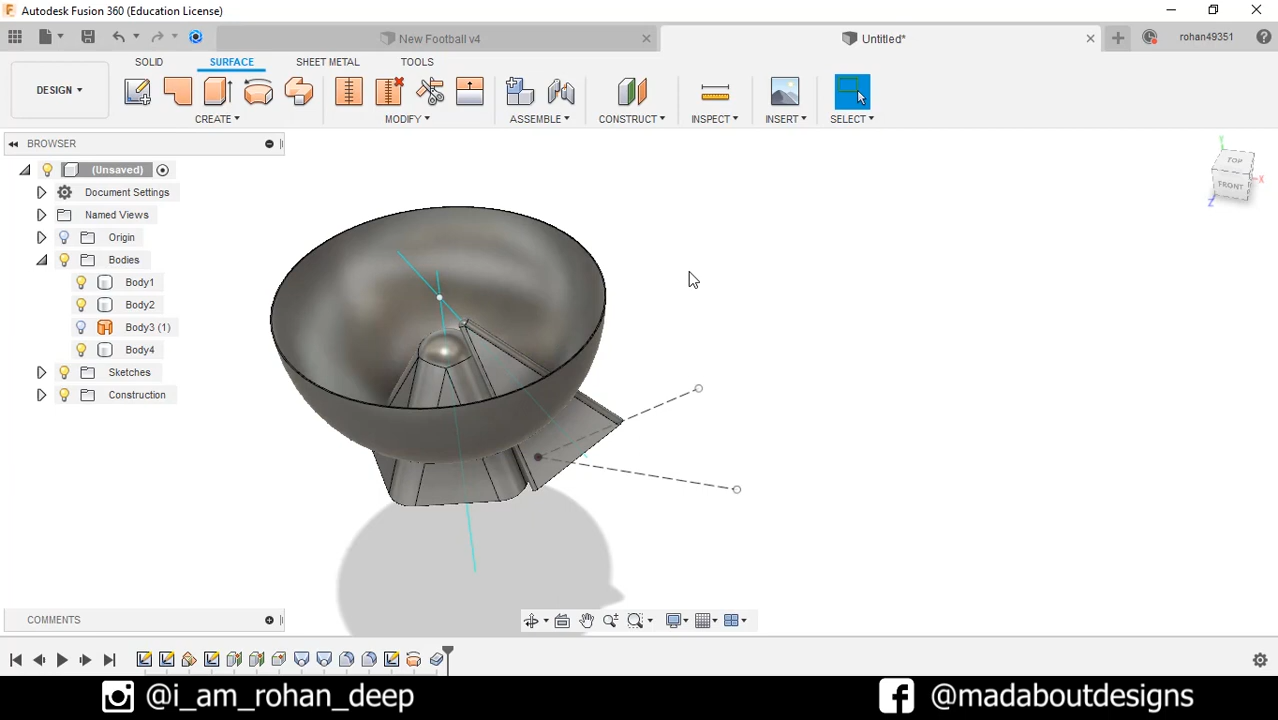 Autodesk Fusion 360 (Education License)
New Football v4
Untitled*
rohan49351
DESIGN
SOLID
SURFACE
SHEET METAL
TOOLS
CREATE
MODIFY
ASSEMBLE
CONSTRUCT
INSPECT
INSERT
SELECT
BROWSER
(Unsaved)
Document Settings
Named Views
Origin
Bodies
Body1
Body2
Body3 (1)
Body4
Sketches
Construction
TOP
FRONT
Y
X
Z
COMMENTS
@i_am_rohan_deep
@madaboutdesigns